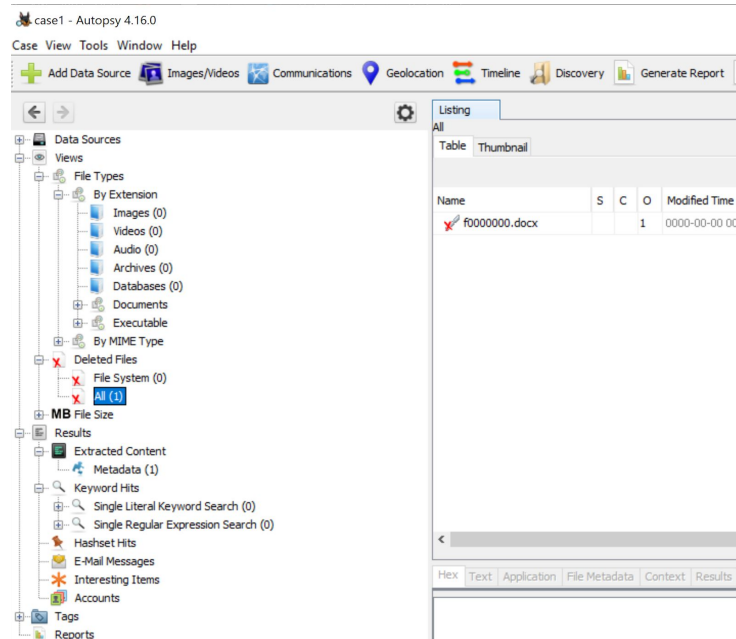 case1 - Autopsy 4.16.0
Case View Tools Window Help
Add Data Source Images/Videos Communications Geolocation Timeline Discovery Generate Report
Listing
All
Table Thumbnail
Name S C O Modified Time
f0000000.docx 1 0000-00-00 00
Data Sources
Views
File Types
By Extension
Images (0)
Videos (0)
Audio (0)
Archives (0)
Databases (0)
Documents
Executable
By MIME Type
Deleted Files
File System (0)
All (1)
MB File Size
Results
Extracted Content
Metadata (1)
Keyword Hits
Single Literal Keyword Search (0)
Single Regular Expression Search (0)
Hashset Hits
E-Mail Messages
Interesting Items
Accounts
Tags
Reports
Hex Text Application File Metadata Context Results